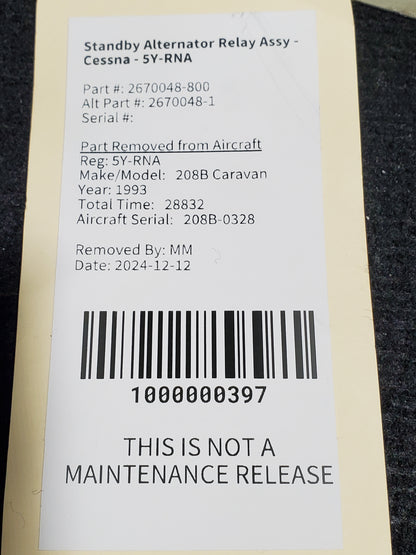 Standby Alternator Relay Assy -
Cessna - 5Y-RNA
Part #: 2670048-800
Alt Part #: 2670048-1
Serial #:
Part Removed from Aircraft
Reg: 5Y-RNA
Make/Model: 208B Caravan
Year: 1993
Total Time: 28832
Aircraft Serial: 208B-0328
Removed By: MM
Date: 2024-12-12
1000000397
THIS IS NOT A
MAINTENANCE RELEASE